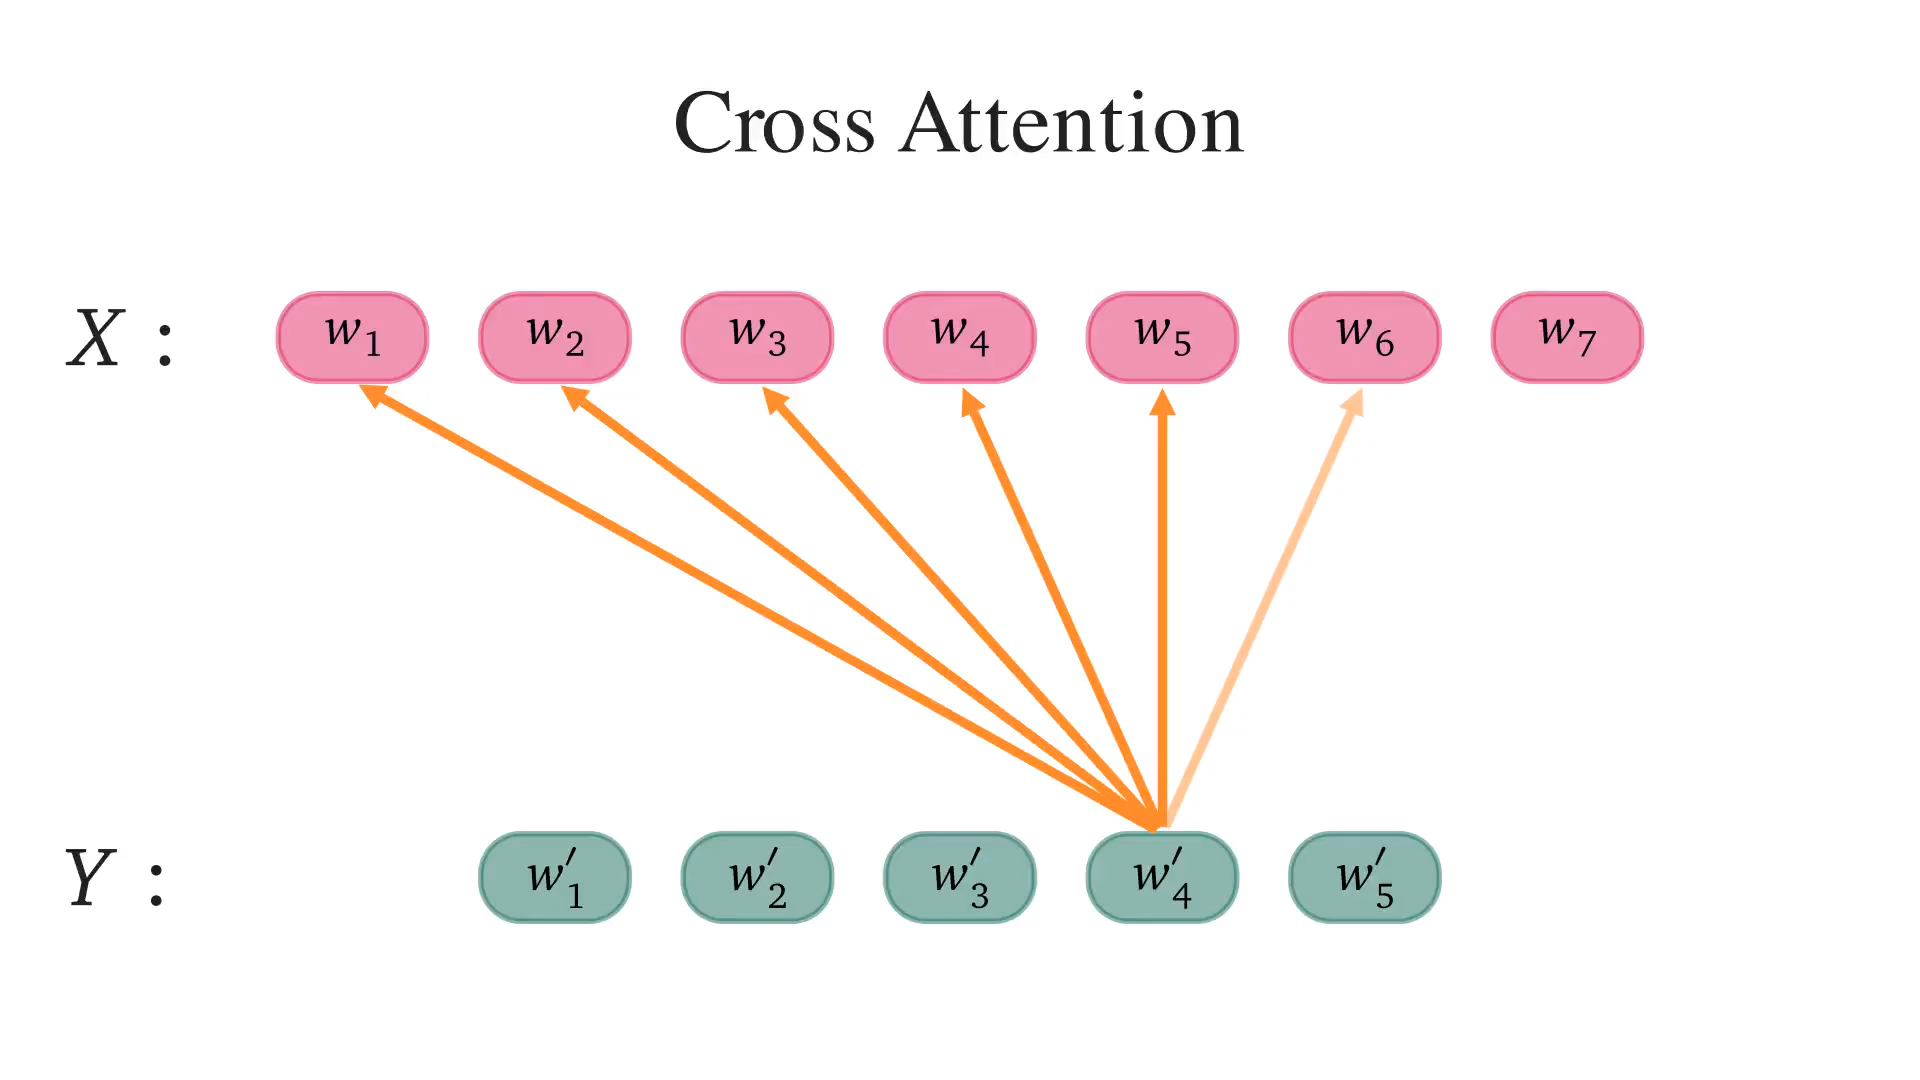 Cross Attention
X : w₁ w₂ w₃ w₄ w₅ w₆ w₇
Y : w′₁ w′₂ w′₃ w′₄ w′₅